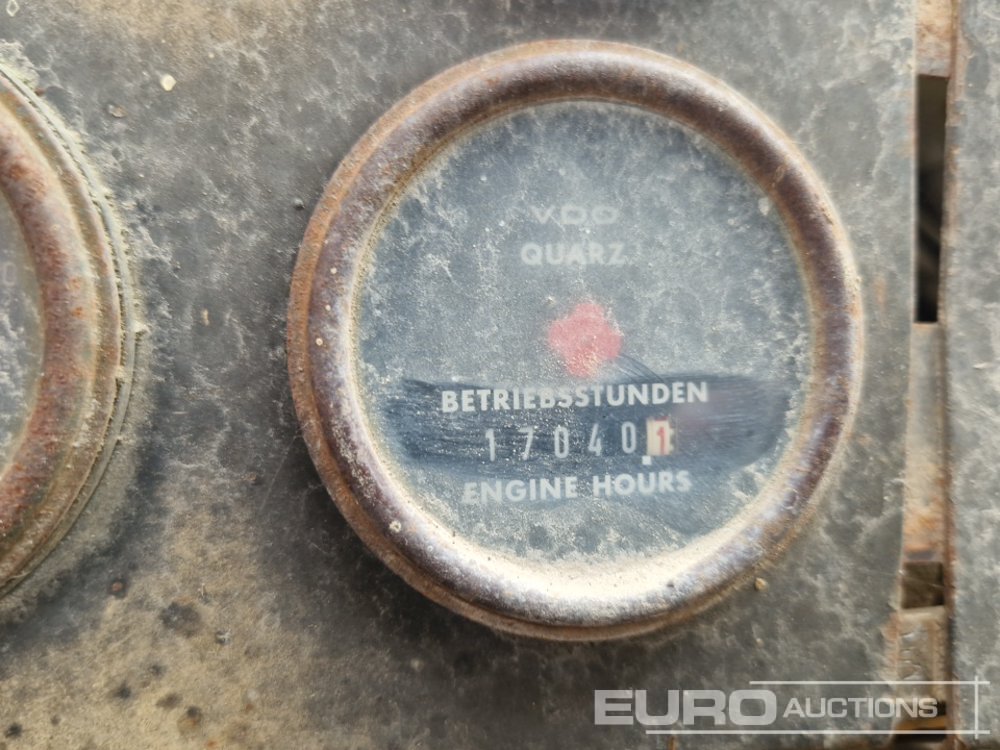 VDO
QUARZ
BETRIEBSSTUNDEN
17040.1
ENGINE HOURS
EURO AUCTIONS